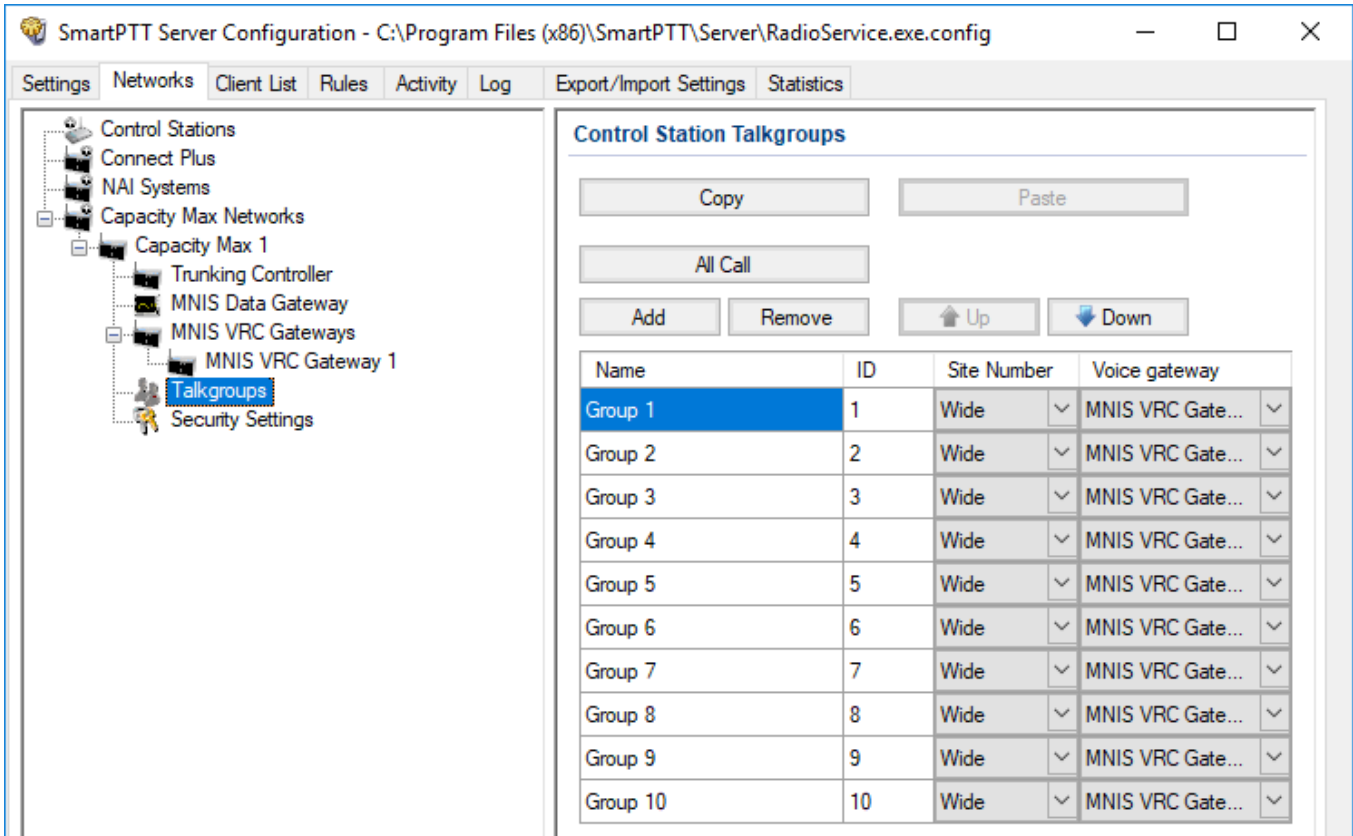 SmartPTT Server Configuration - C:\Program Files (x86)\SmartPTT\Server\RadioService.exe.config
Settings Networks Client List Rules Activity Log Export/Import Settings Statistics
Control Stations
Connect Plus
NAI Systems
Capacity Max Networks
Capacity Max 1
Trunking Controller
MNIS Data Gateway
MNIS VRC Gateways
MNIS VRC Gateway 1
Talkgroups
Security Settings
Control Station Talkgroups
Copy Paste
All Call
Add Remove Up Down
Name ID Site Number Voice gateway
Group 1 1 Wide MNIS VRC Gate...
Group 2 2 Wide MNIS VRC Gate...
Group 3 3 Wide MNIS VRC Gate...
Group 4 4 Wide MNIS VRC Gate...
Group 5 5 Wide MNIS VRC Gate...
Group 6 6 Wide MNIS VRC Gate...
Group 7 7 Wide MNIS VRC Gate...
Group 8 8 Wide MNIS VRC Gate...
Group 9 9 Wide MNIS VRC Gate...
Group 10 10 Wide MNIS VRC Gate...